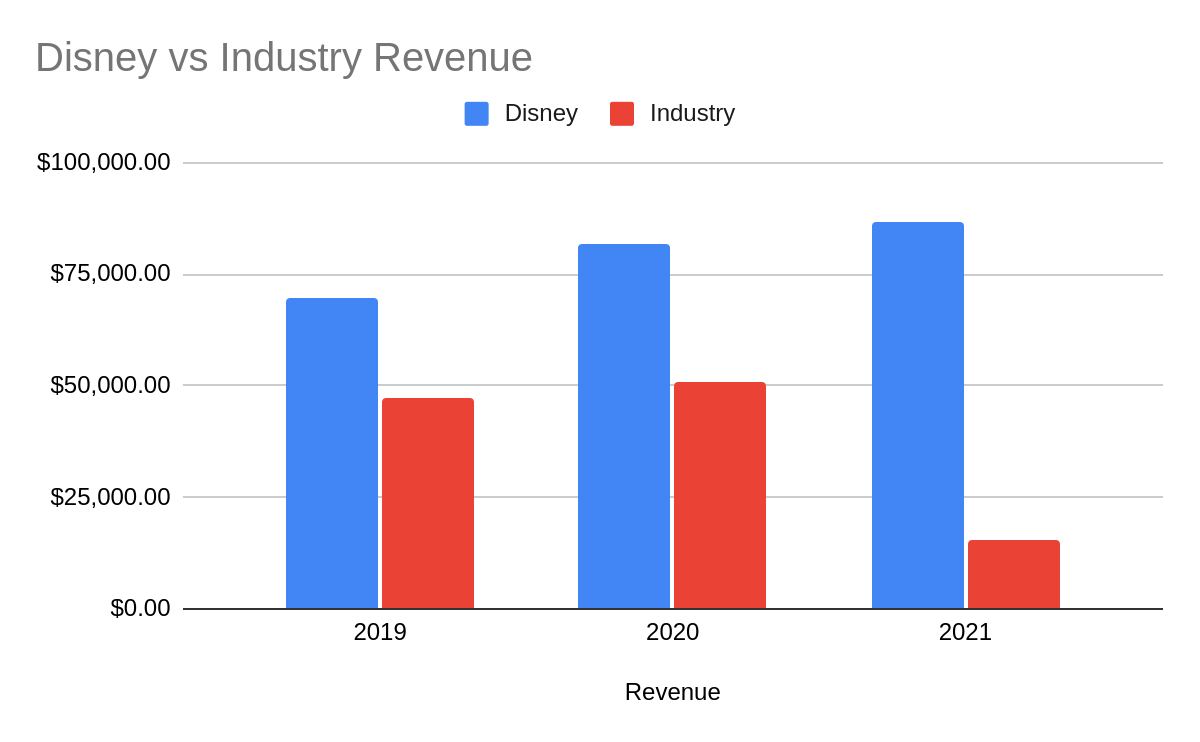 Disney vs Industry Revenue
Disney Industry
$100,000.00
$75,000.00
$50,000.00
$25,000.00
$0.00
2019 2020 2021
Revenue